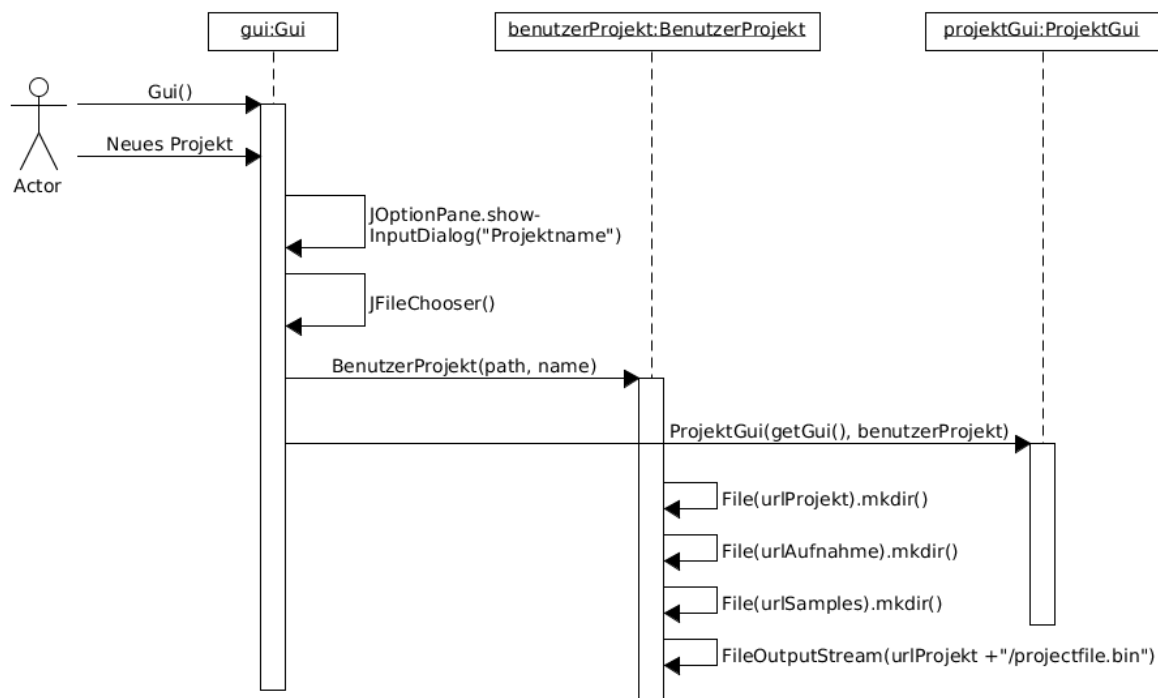 gui:Gui
benutzerProjekt:BenutzerProjekt
projektGui:ProjektGui
Gui()
Neues Projekt
Actor
JOptionPane.show-
InputDialog("Projektname")
JFileChooser()
BenutzerProjekt(path, name)
ProjektGui(getGui(), benutzerProjekt)
File(urlProjekt).mkdir()
File(urlAufnahme).mkdir()
File(urlSamples).mkdir()
FileOutputStream(urlProjekt +"/projectfile.bin")